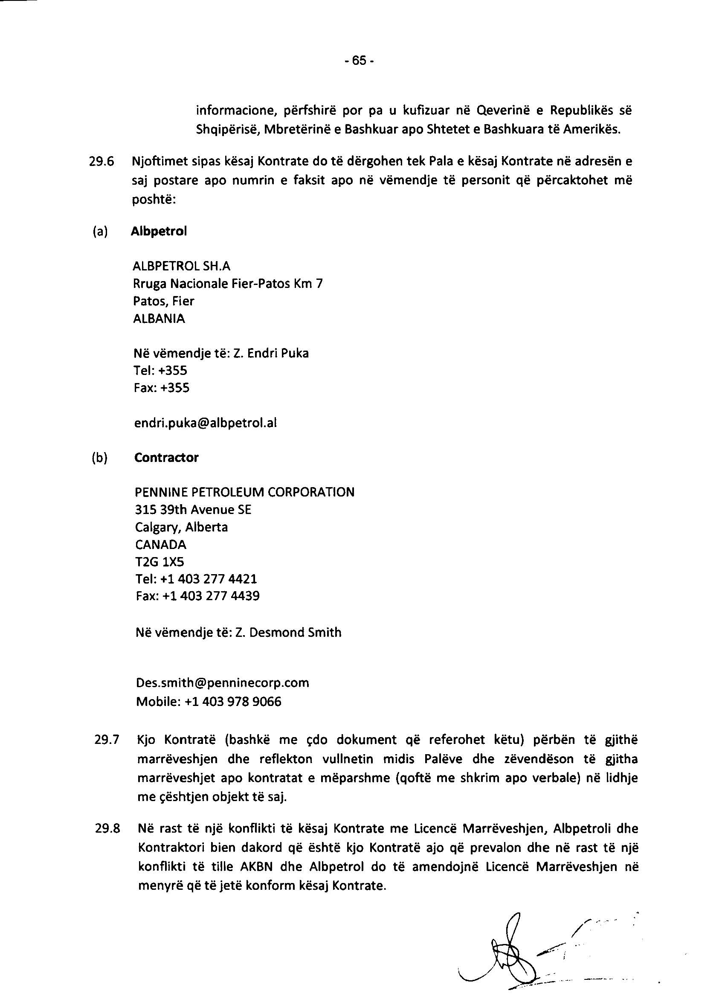 - 65 -
informacione, përfshirë por pa u kufizuar në Qeverinë e Republikës së
Shqipërisë, Mbretërinë e Bashkuar apo Shtetet e Bashkuara të Amerikës.
29.6 Njoftimet sipas kësaj Kontrate do të dërgohen tek Pala e kësaj Kontrate në adresën e
saj postare apo numrin e faksit apo në vëmendje të personit që përcaktohet më
poshtë:
(a) Albpetrol
ALBPETROL SH.A
Rruga Nacionale Fier-Patos Km 7
Patos, Fier
ALBANIA
Në vëmendje të: Z. Endri Puka
Tel: +355
Fax: +355
endri.puka@albpetrol.al
(b) Contractor
PENNINE PETROLEUM CORPORATION
315 39th Avenue SE
Calgary, Alberta
CANADA
T2G 1X5
Tel: +1 403 277 4421
Fax: +1 403 277 4439
Në vëmendje të: Z. Desmond Smith
Des.smith@penninecorp.com
Mobile: +1 403 978 9066
29.7 Kjo Kontratë (bashkë me çdo dokument që referohet këtu) përbën të gjithë
marrëveshjen dhe reflekton vullnetin midis Palëve dhe zëvendëson të gjitha
marrëveshjet apo kontratat e mëparshme (qoftë me shkrim apo verbale) në lidhje
me çështjen objekt të saj.
29.8 Në rast të një konflikti të kësaj Kontrate me Licencë Marrëveshjen, Albpetroli dhe
Kontraktori bien dakord që është kjo Kontratë ajo që prevalon dhe në rast të një
konflikti të tille AKBN dhe Albpetrol do të amendojnë Licencë Marrëveshjen në
menyrë që të jetë konform kësaj Kontrate.